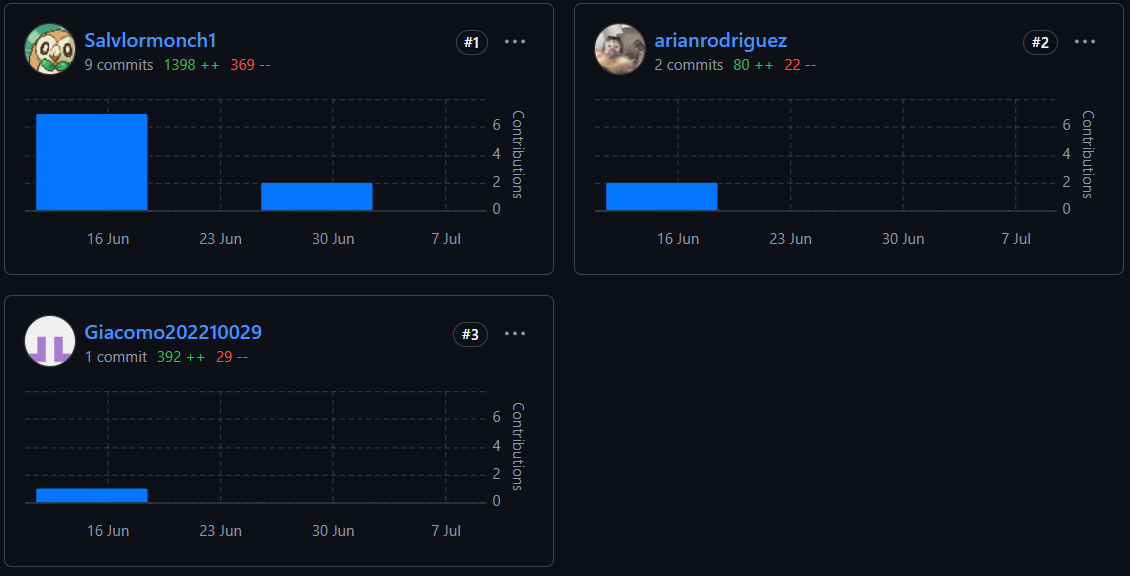 Salvlormonch1
#1
9 commits 1398 ++ 369 --
6
4
2
0
Contributions
16 Jun 23 Jun 30 Jun 7 Jul
arianrodriguez
#2
2 commits 80 ++ 22 --
6
4
2
0
Contributions
16 Jun 23 Jun 30 Jun 7 Jul
Giacomo202210029
#3
1 commit 392 ++ 29 --
6
4
2
0
Contributions
16 Jun 23 Jun 30 Jun 7 Jul